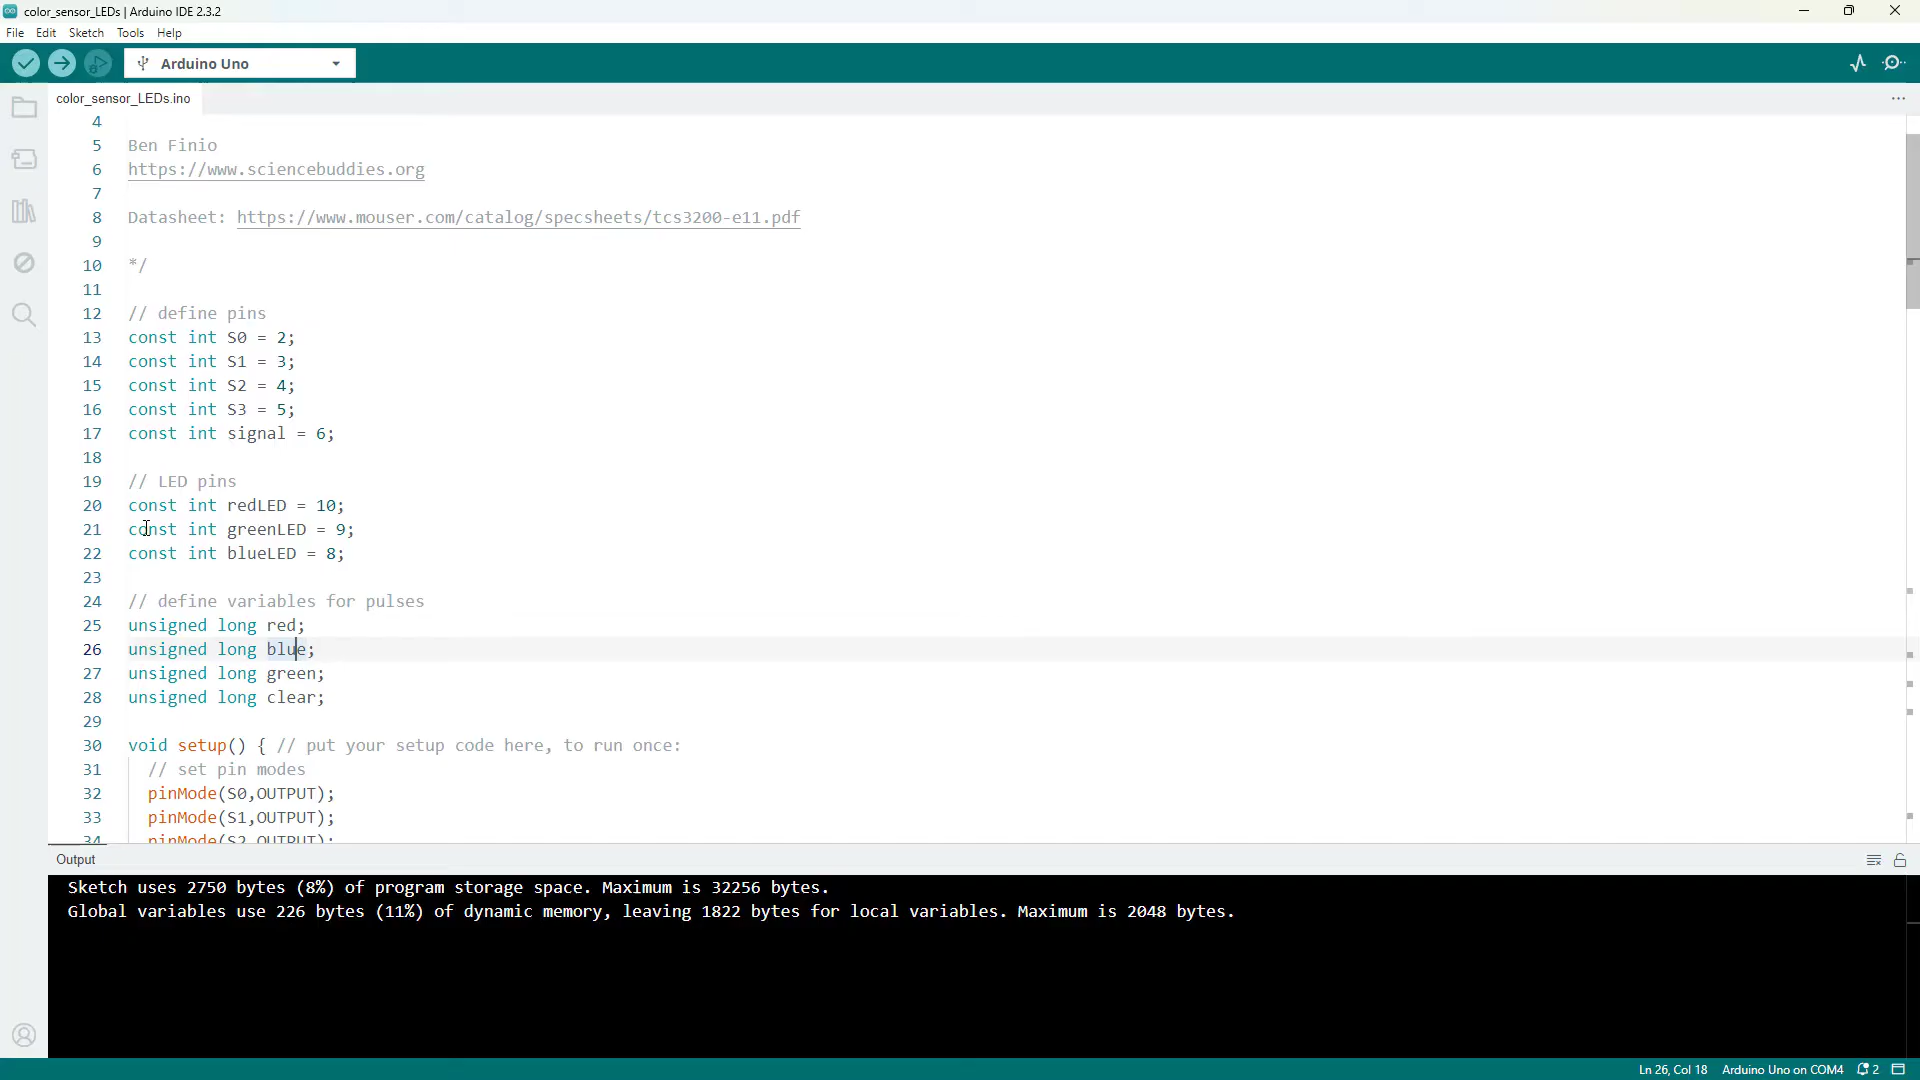 color_sensor_LEDs | Arduino IDE 2.3.2
File Edit Sketch Tools Help
Arduino Uno
color_sensor_LEDs.ino
4
5 Ben Finio
6 https://www.sciencebuddies.org
7
8 Datasheet: https://www.mouser.com/catalog/specsheets/tcs3200-e11.pdf
9
10 */
11
12 // define pins
13 const int S0 = 2;
14 const int S1 = 3;
15 const int S2 = 4;
16 const int S3 = 5;
17 const int signal = 6;
18
19 // LED pins
20 const int redLED = 10;
21 const int greenLED = 9;
22 const int blueLED = 8;
23
24 // define variables for pulses
25 unsigned long red;
26 unsigned long blue;
27 unsigned long green;
28 unsigned long clear;
29
30 void setup() { // put your setup code here, to run once:
31 // set pin modes
32 pinMode(S0,OUTPUT);
33 pinMode(S1,OUTPUT);
34 pinMode(S2,OUTPUT);
Output
Sketch uses 2750 bytes (8%) of program storage space. Maximum is 32256 bytes.
Global variables use 226 bytes (11%) of dynamic memory, leaving 1822 bytes for local variables. Maximum is 2048 bytes.
Ln 26, Col 18 Arduino Uno on COM4 2